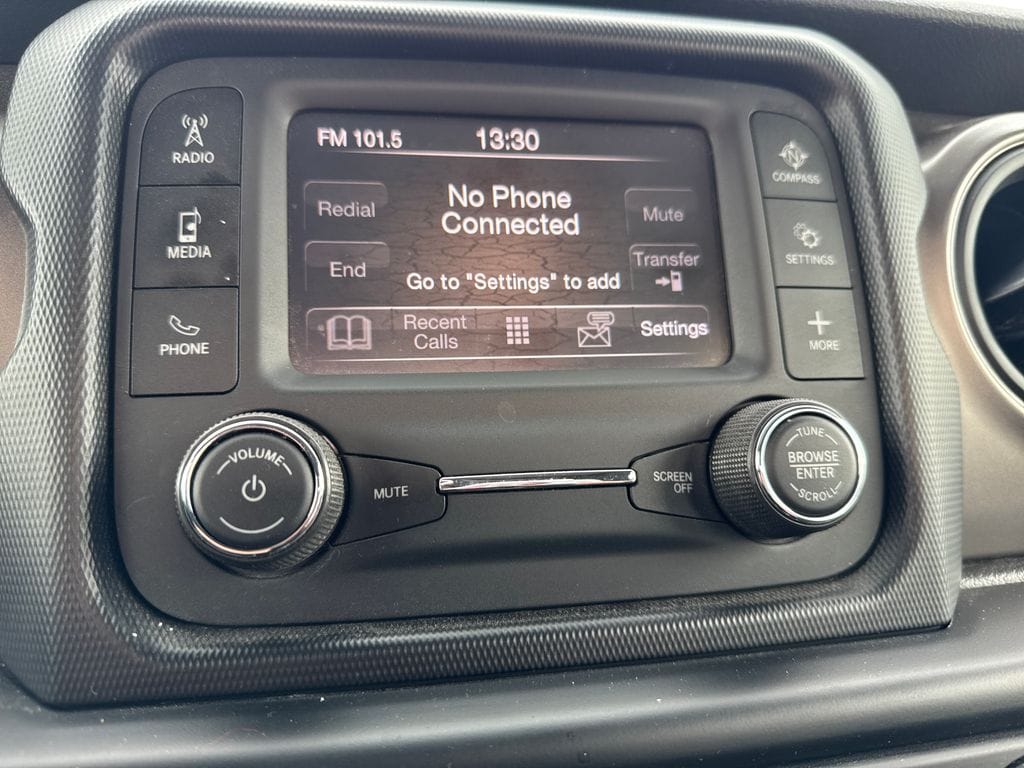 RADIO
MEDIA
PHONE
FM 101.5 13:30
Redial
End
No Phone
Connected
Go to "Settings" to add
Mute
Transfer
Recent
Calls
Settings
N
COMPASS
SETTINGS
MORE
VOLUME
MUTE
SCREEN
OFF
TUNE
BROWSE
ENTER
SCROLL